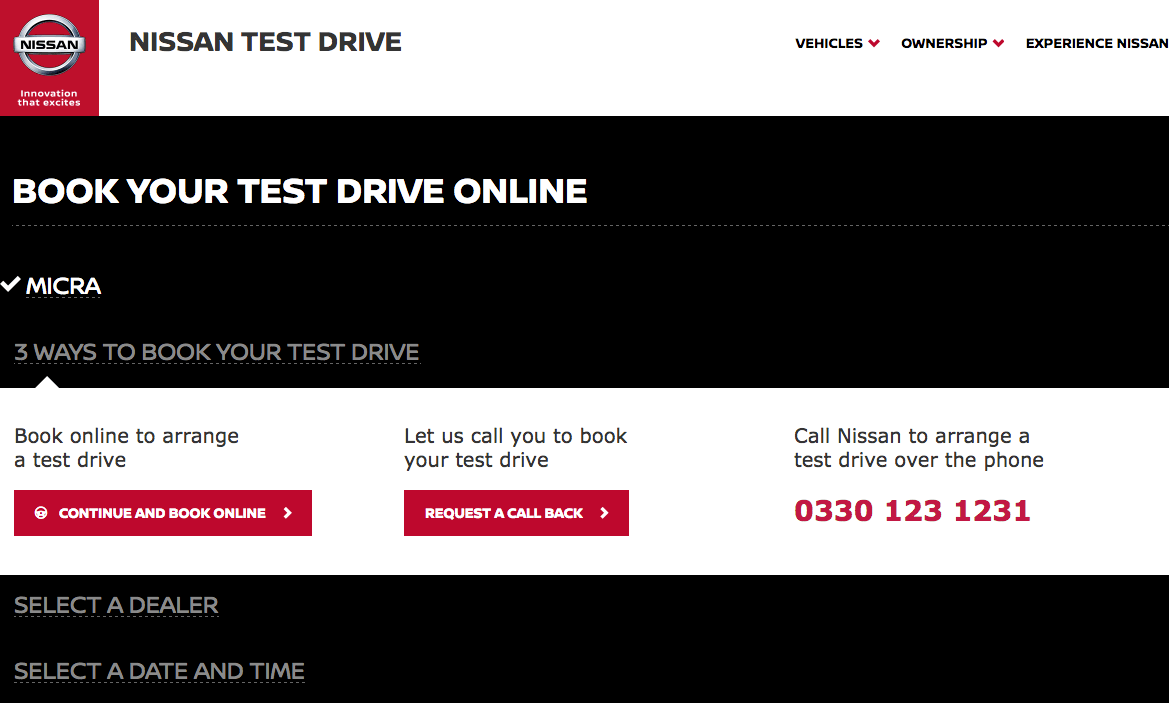 NISSAN
Innovation
that excites
NISSAN TEST DRIVE
VEHICLES
OWNERSHIP
EXPERIENCE NISSAN
BOOK YOUR TEST DRIVE ONLINE
MICRA
3 WAYS TO BOOK YOUR TEST DRIVE
Book online to arrange
a test drive
CONTINUE AND BOOK ONLINE
Let us call you to book
your test drive
REQUEST A CALL BACK
Call Nissan to arrange a
test drive over the phone
0330 123 1231
SELECT A DEALER
SELECT A DATE AND TIME